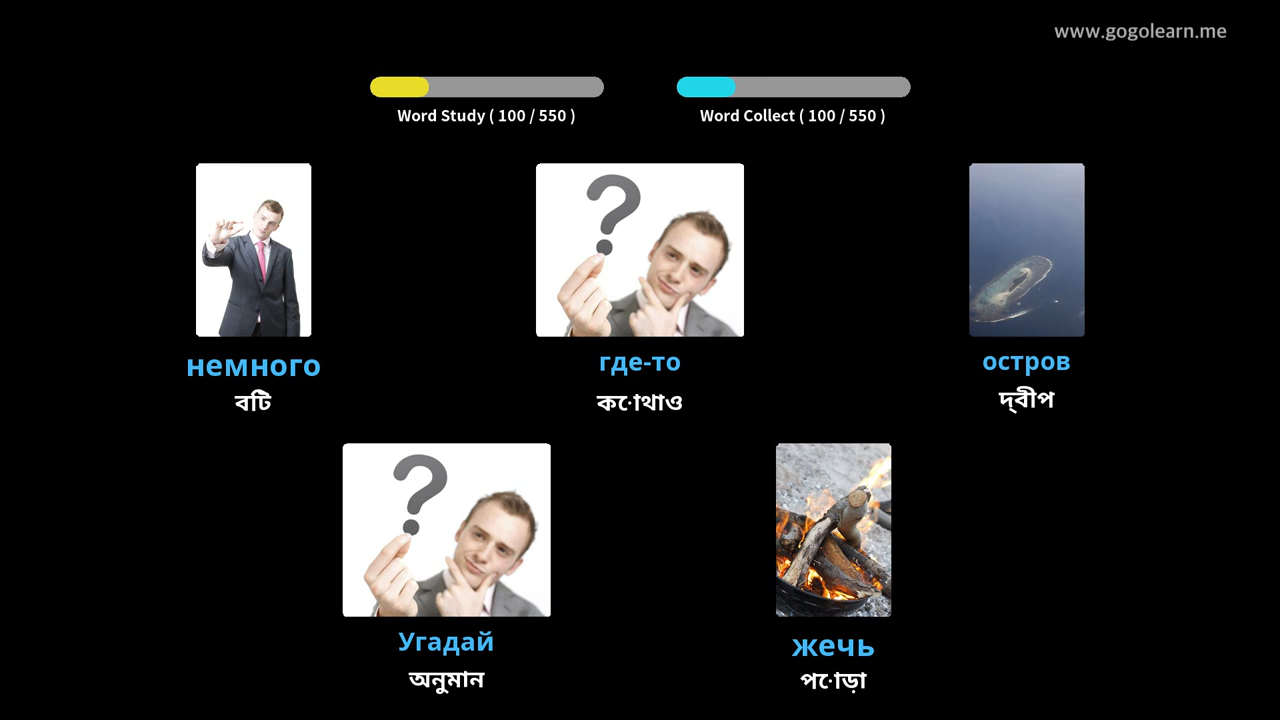 www.gogolearn.me
Word Study ( 100 / 550 )
Word Collect ( 100 / 550 )
немного
где-то
остров
বটি
কোথাও
দ্বীপ
Угадай
жечь
অনুমান
পোড়া